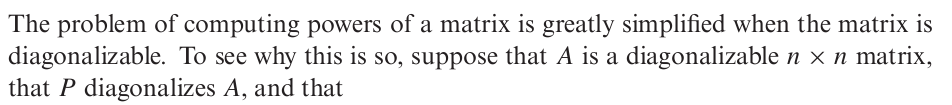 The problem of computing powers of a matrix is greatly simplified when the matrix is
diagonalizable. To see why this is so, suppose that A is a diagonalizable n × n matrix,
that P diagonalizes A, and that